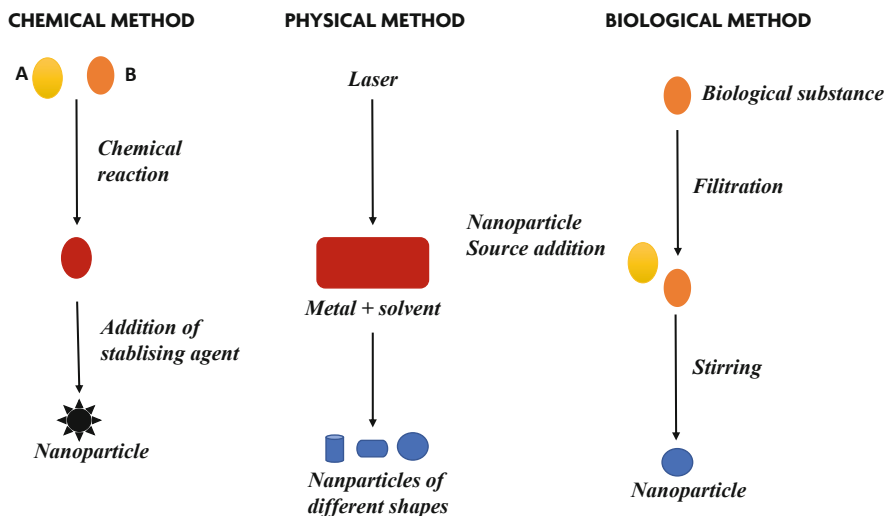 CHEMICAL METHOD
A
B
Chemical
reaction
Addition of
stablising agent
Nanoparticle
PHYSICAL METHOD
Laser
Metal + solvent
Nanparticles of
different shapes
BIOLOGICAL METHOD
Biological substance
Filitration
Nanoparticle
Source addition
Stirring
Nanoparticle